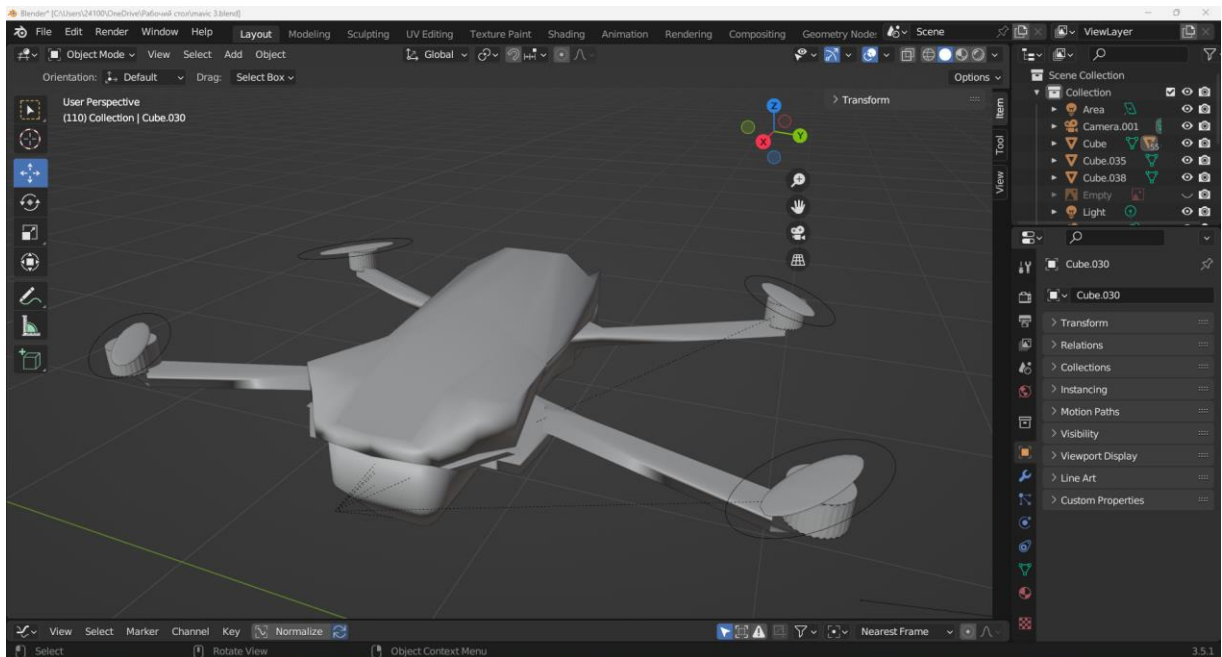 Blender* [C:\Users\24100\OneDrive\Рабочий стол\mavic 3.blend]
File Edit Render Window Help Layout Modeling Sculpting UV Editing Texture Paint Shading Animation Rendering Compositing Geometry Node: Scene ViewLayer
Object Mode View Select Add Object Global
Orientation: Default Drag: Select Box Options
User Perspective
(110) Collection | Cube.030
Transform
Item
Tool
View
Z
Y
X
Scene Collection
Collection
Area
Camera.001
Cube 55
Cube.035
Cube.038
Empty
Light
Cube.030
Cube.030
Transform
Relations
Collections
Instancing
Motion Paths
Visibility
Viewport Display
Line Art
Custom Properties
View Select Marker Channel Key Normalize Nearest Frame
Select Rotate View Object Context Menu 3.5.1